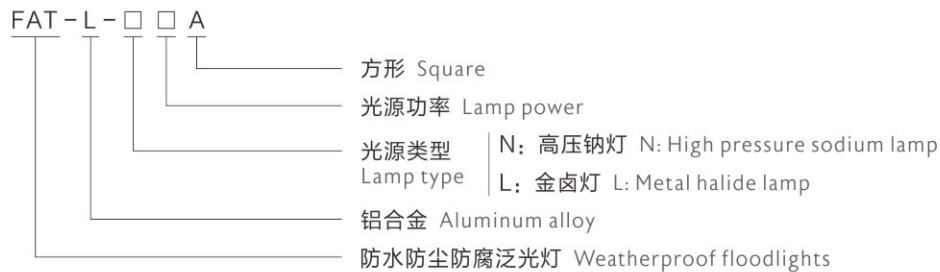 FAT-L-□ □ A
方形 Square
光源功率 Lamp power
光源类型
Lamp type
N：高压钠灯 N: High pressure sodium lamp
L：金卤灯 L: Metal halide lamp
铝合金 Aluminum alloy
防水防尘防腐泛光灯 Weatherproof floodlights